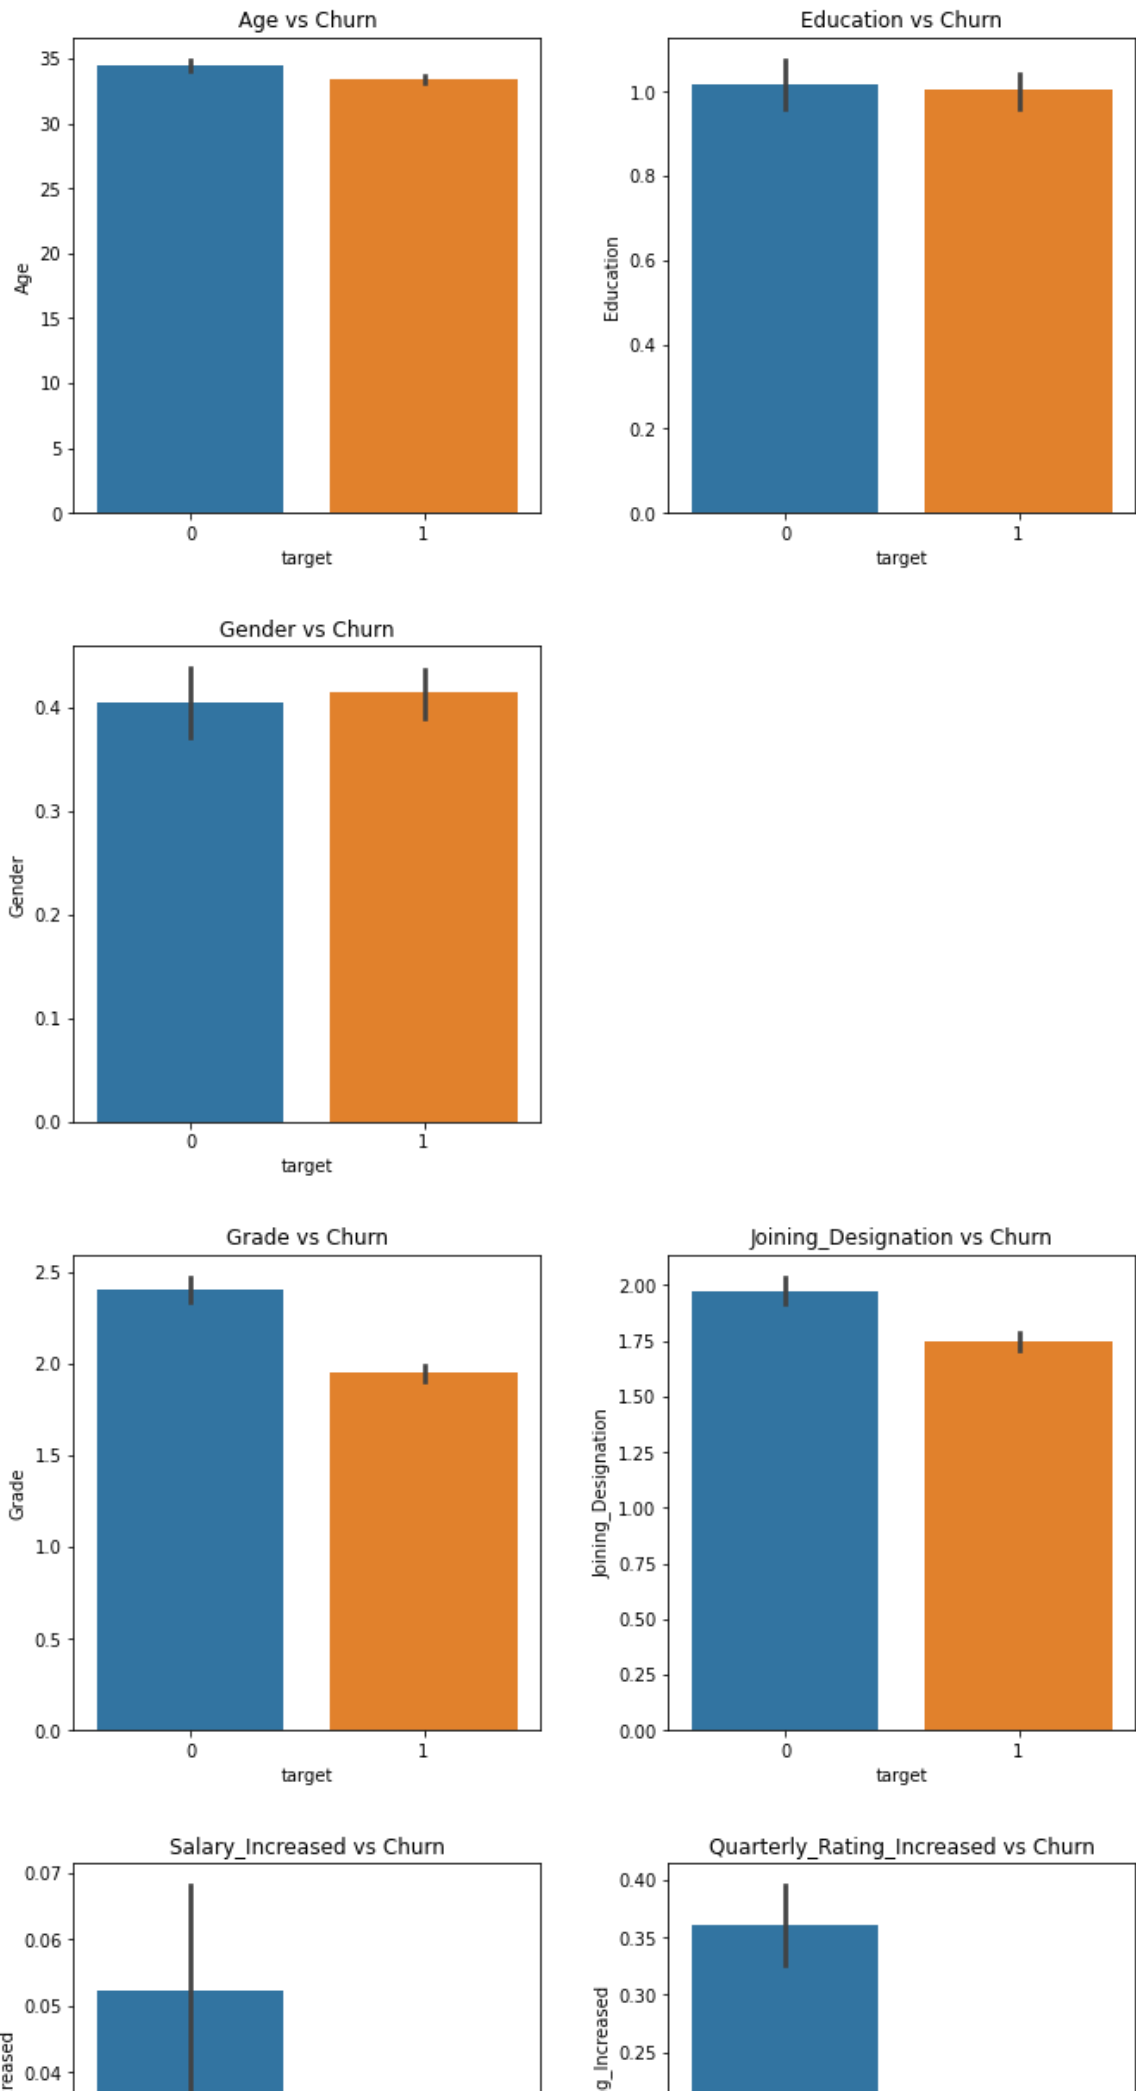 Age vs Churn
35
30
25
20
15
10
5
0
Age
0
1
target
Education vs Churn
1.0
0.8
0.6
0.4
0.2
0.0
Education
0
1
target
Gender vs Churn
0.4
0.3
0.2
0.1
0.0
Gender
0
1
target
Grade vs Churn
2.5
2.0
1.5
1.0
0.5
0.0
Grade
0
1
target
Joining_Designation vs Churn
2.00
1.75
1.50
1.25
1.00
0.75
0.50
0.25
0.00
Joining_Designation
0
1
target
Salary_Increased vs Churn
0.07
0.06
0.05
0.04
reased
Quarterly_Rating_Increased vs Churn
0.40
0.35
0.30
0.25
g_Increased